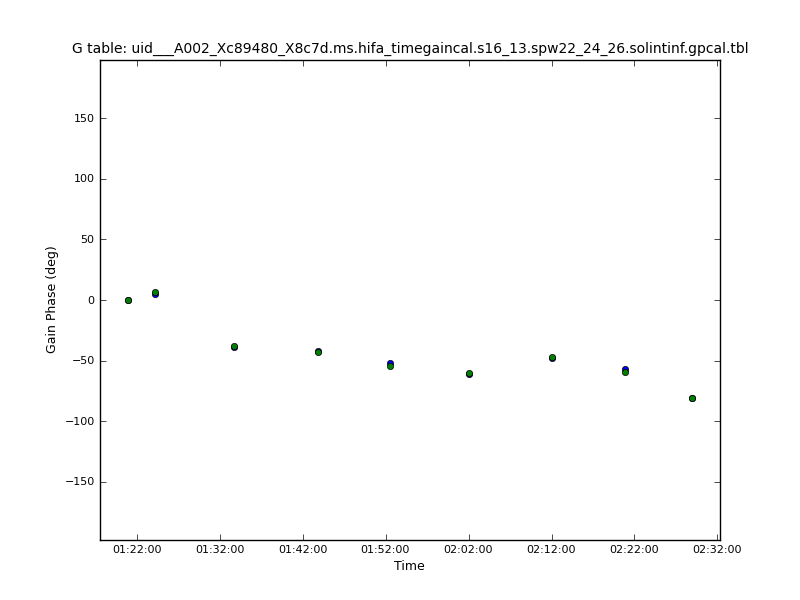 G table: uid___A002_Xc89480_X8c7d.ms.hifa_timegaincal.s16_13.spw22_24_26.solintinf.gpcal.tbl
150
100
50
0
−50
−100
−150
Gain Phase (deg)
01:22:00 01:32:00 01:42:00 01:52:00 02:02:00 02:12:00 02:22:00 02:32:00
Time